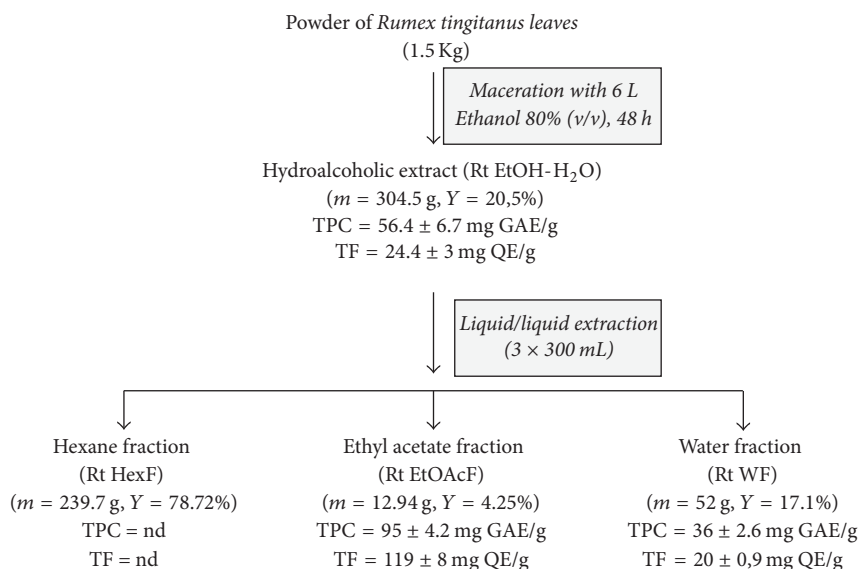 Powder of Rumex tingitanus leaves
(1.5 Kg)
Maceration with 6 L
Ethanol 80% (v/v), 48 h
Hydroalcoholic extract (Rt EtOH-H₂O)
(m = 304.5 g, Y = 20,5%)
TPC = 56.4 ± 6.7 mg GAE/g
TF = 24.4 ± 3 mg QE/g
Liquid/liquid extraction
(3 × 300 mL)
Hexane fraction
(Rt HexF)
(m = 239.7 g, Y = 78.72%)
TPC = nd
TF = nd
Ethyl acetate fraction
(Rt EtOAcF)
(m = 12.94 g, Y = 4.25%)
TPC = 95 ± 4.2 mg GAE/g
TF = 119 ± 8 mg QE/g
Water fraction
(Rt WF)
(m = 52 g, Y = 17.1%)
TPC = 36 ± 2.6 mg GAE/g
TF = 20 ± 0,9 mg QE/g